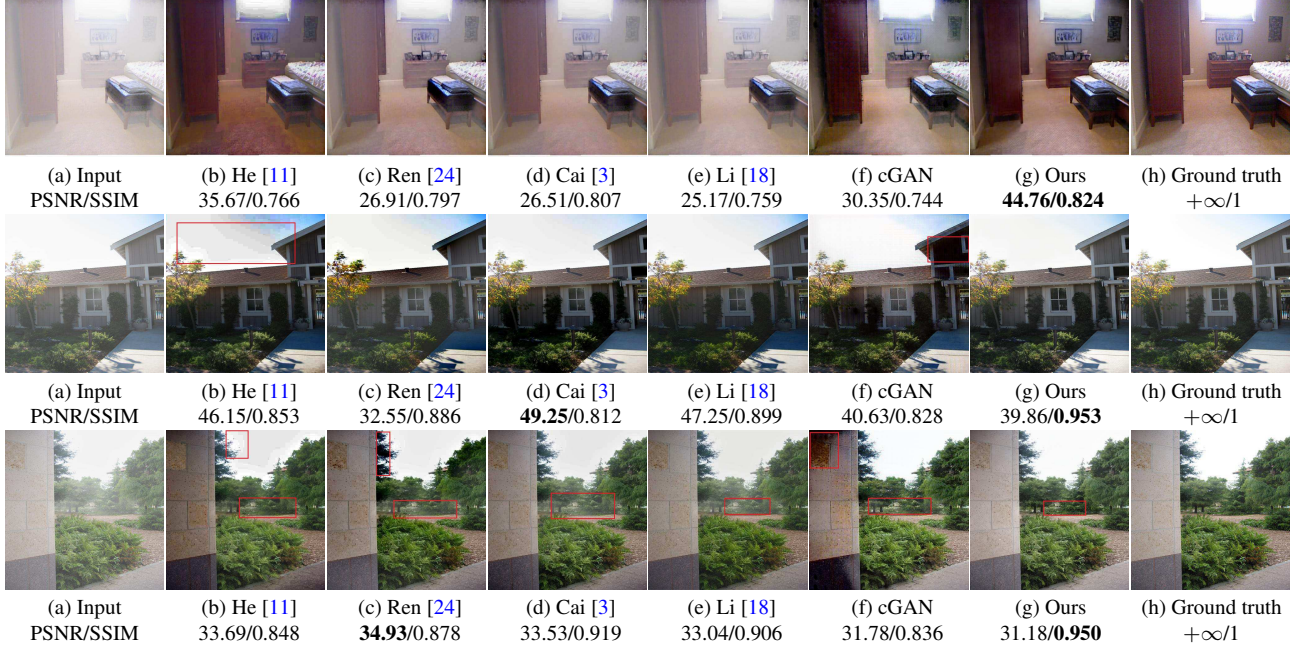 (a) Input (b) He [11] (c) Ren [24] (d) Cai [3] (e) Li [18] (f) cGAN (g) Ours (h) Ground truth
PSNR/SSIM 35.67/0.766 26.91/0.797 26.51/0.807 25.17/0.759 30.35/0.744 44.76/0.824 +∞/1
(a) Input (b) He [11] (c) Ren [24] (d) Cai [3] (e) Li [18] (f) cGAN (g) Ours (h) Ground truth
PSNR/SSIM 46.15/0.853 32.55/0.886 49.25/0.812 47.25/0.899 40.63/0.828 39.86/0.953 +∞/1
(a) Input (b) He [11] (c) Ren [24] (d) Cai [3] (e) Li [18] (f) cGAN (g) Ours (h) Ground truth
PSNR/SSIM 33.69/0.848 34.93/0.878 33.53/0.919 33.04/0.906 31.78/0.836 31.18/0.950 +∞/1